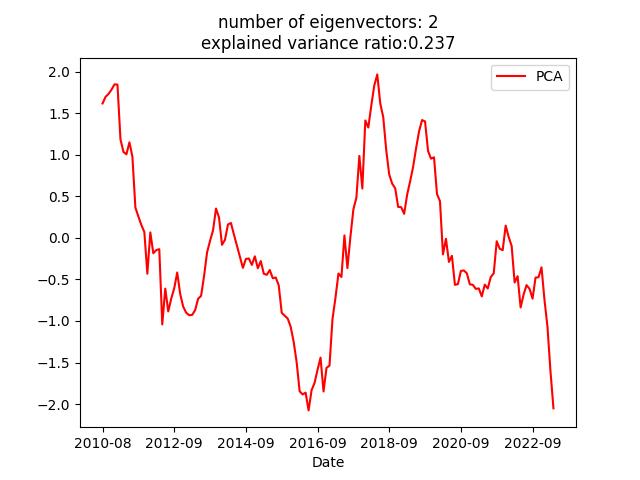 number of eigenvectors: 2
explained variance ratio:0.237
PCA
2.0
1.5
1.0
0.5
0.0
−0.5
−1.0
−1.5
−2.0
2010-08 2012-09 2014-09 2016-09 2018-09 2020-09 2022-09
Date